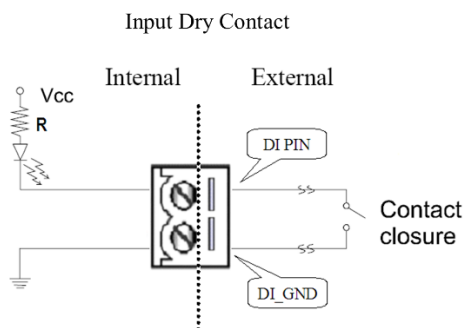 Input Dry Contact
Internal
External
Vcc
R
DI PIN
Contact
closure
DI_GND